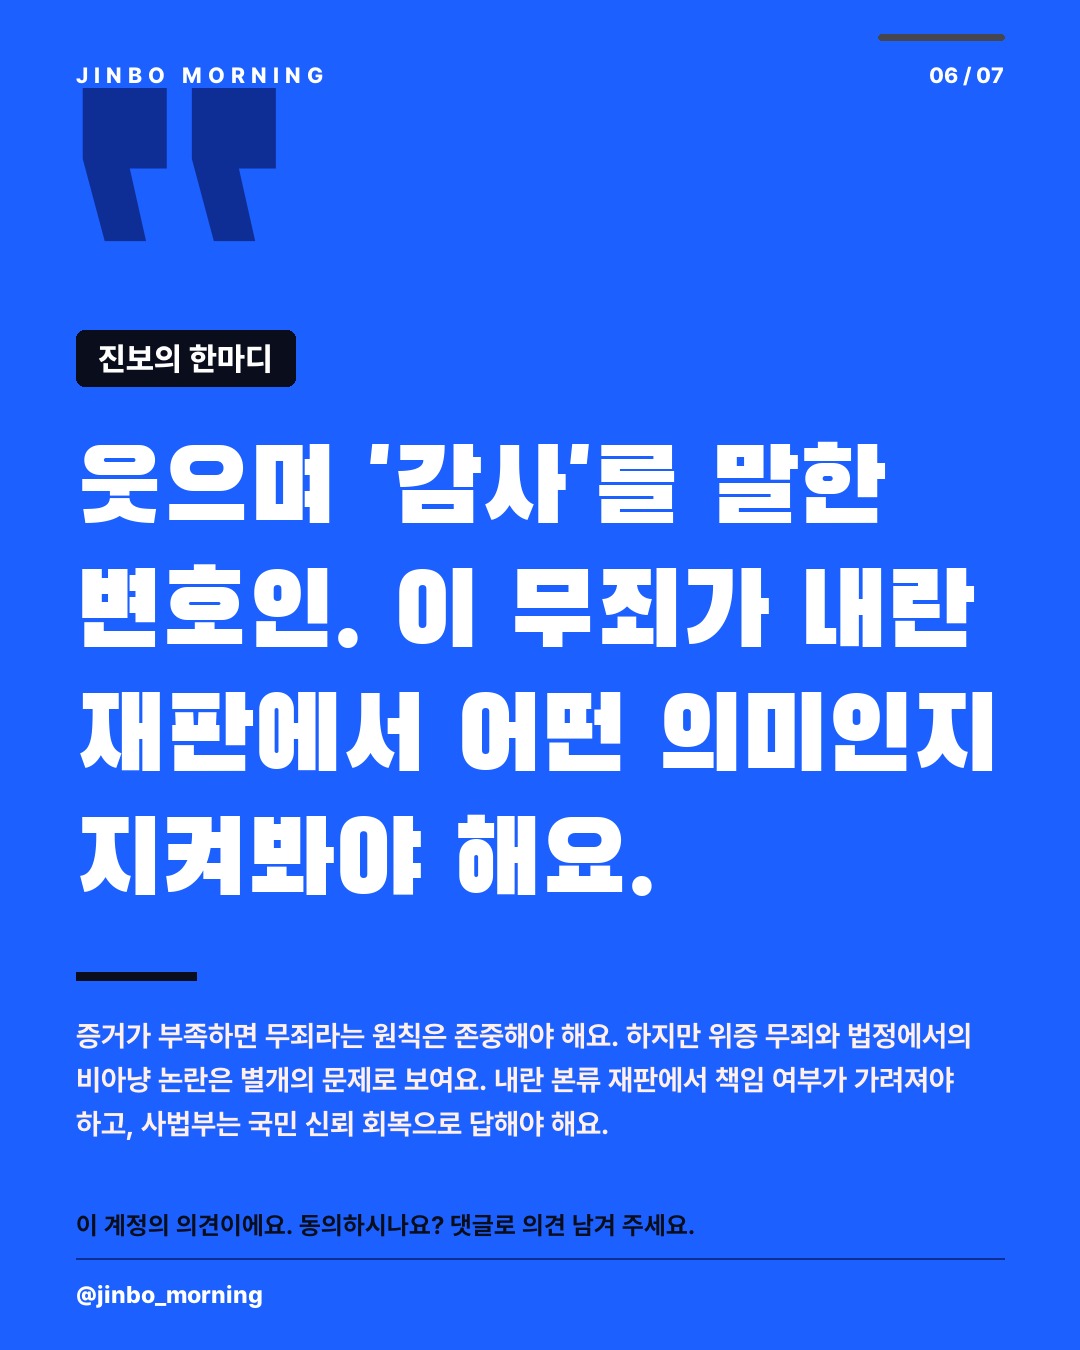 JINBO MORNING
06 / 07
진보의 한마디
웃으며 '감사'를 말한
변호인. 이 무죄가 내란
재판에서 어떤 의미인지
지켜봐야 해요.
증거가 부족하면 무죄라는 원칙은 존중해야 해요. 하지만 위증 무죄와 법정에서의
비아냥 논란은 별개의 문제로 보여요. 내란 본류 재판에서 책임 여부가 가려져야
하고, 사법부는 국민 신뢰 회복으로 답해야 해요.
이 계정의 의견이에요. 동의하시나요? 댓글로 의견 남겨 주세요.
@jinbo_morning